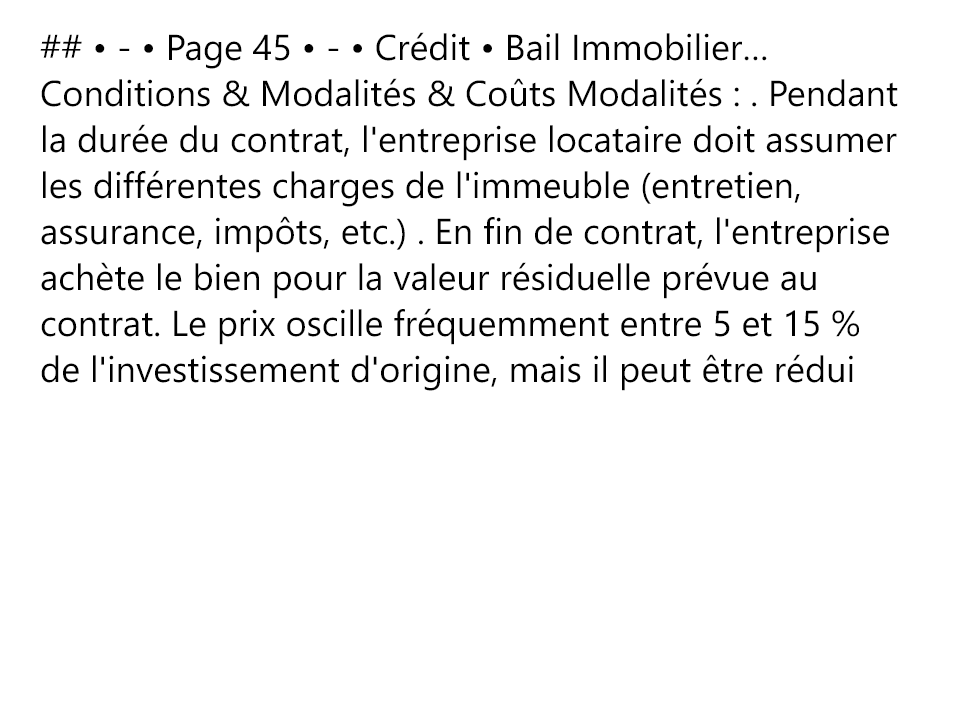 ## • - • Page 45 • - • Crédit • Bail Immobilier...
Conditions & Modalités & Coûts Modalités : . Pendant
la durée du contrat, l'entreprise locataire doit assumer
les différentes charges de l'immeuble (entretien,
assurance, impôts, etc.) . En fin de contrat, l'entreprise
achète le bien pour la valeur résiduelle prévue au
contrat. Le prix oscille fréquemment entre 5 et 15 %
de l'investissement d'origine, mais il peut être rédui